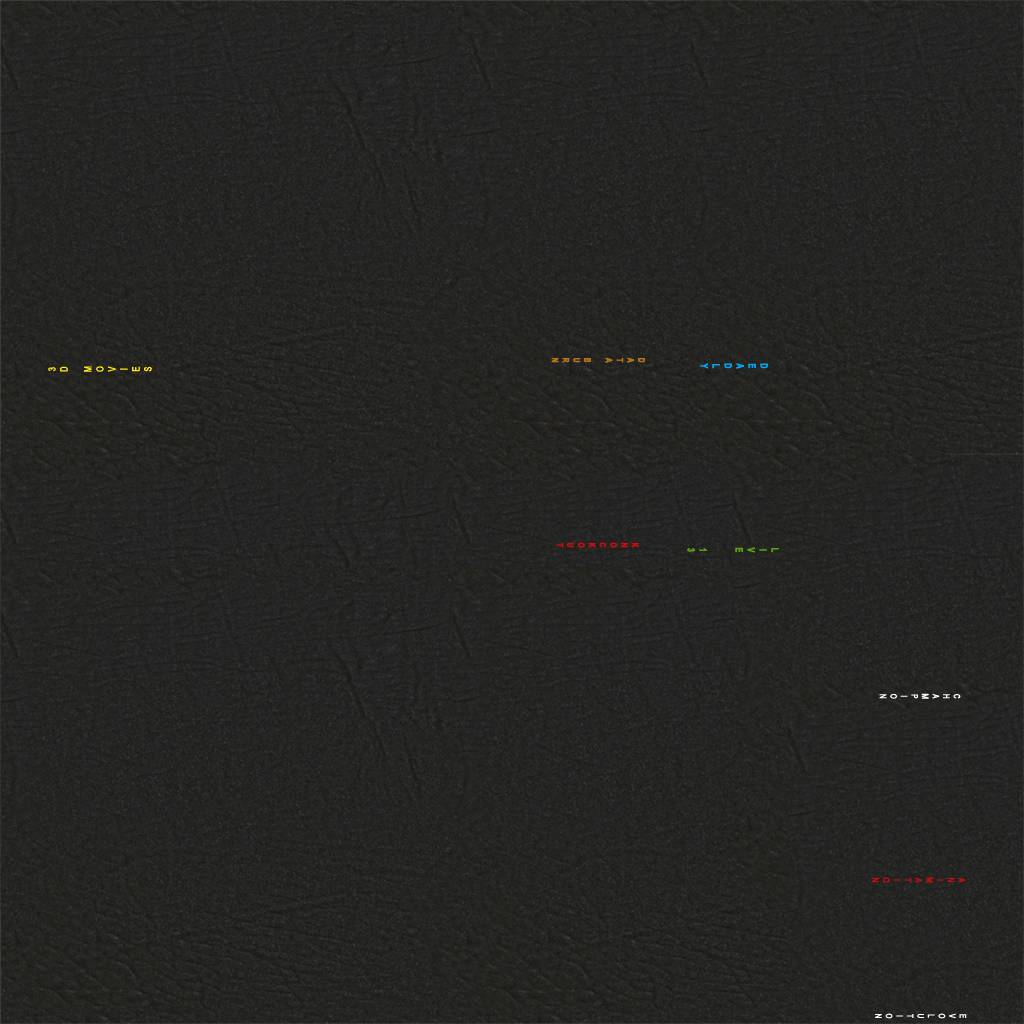 3D MOVIES
DATA BURN
DEADLY
KNOCKOUT
LIVE 13
CHAMPION
ANIMATION
EVOLUTION